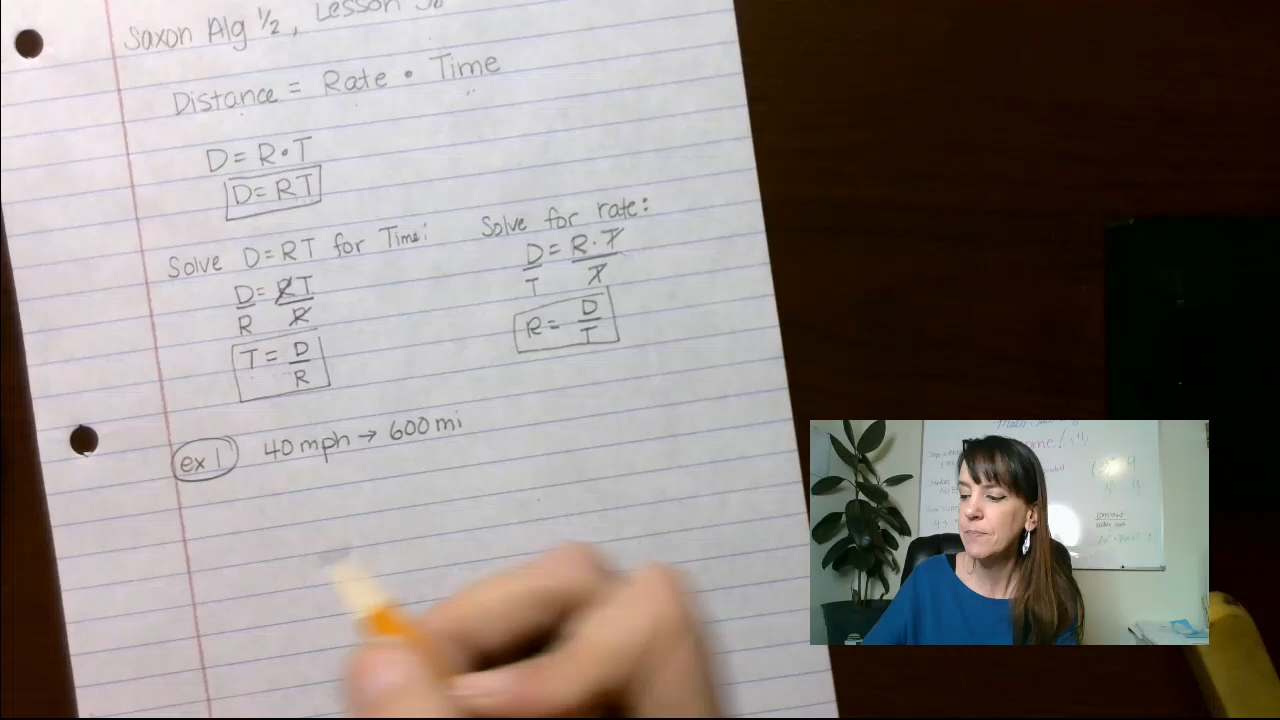 Saxon Alg 1/2, Lesson
Distance = Rate • Time
D = R • T
D = RT
Solve D = RT for Time:
D = RT
R R
T = D
R
Solve for rate:
D = R · T
T T
R = D
T
ex 1 40 mph → 600 mi